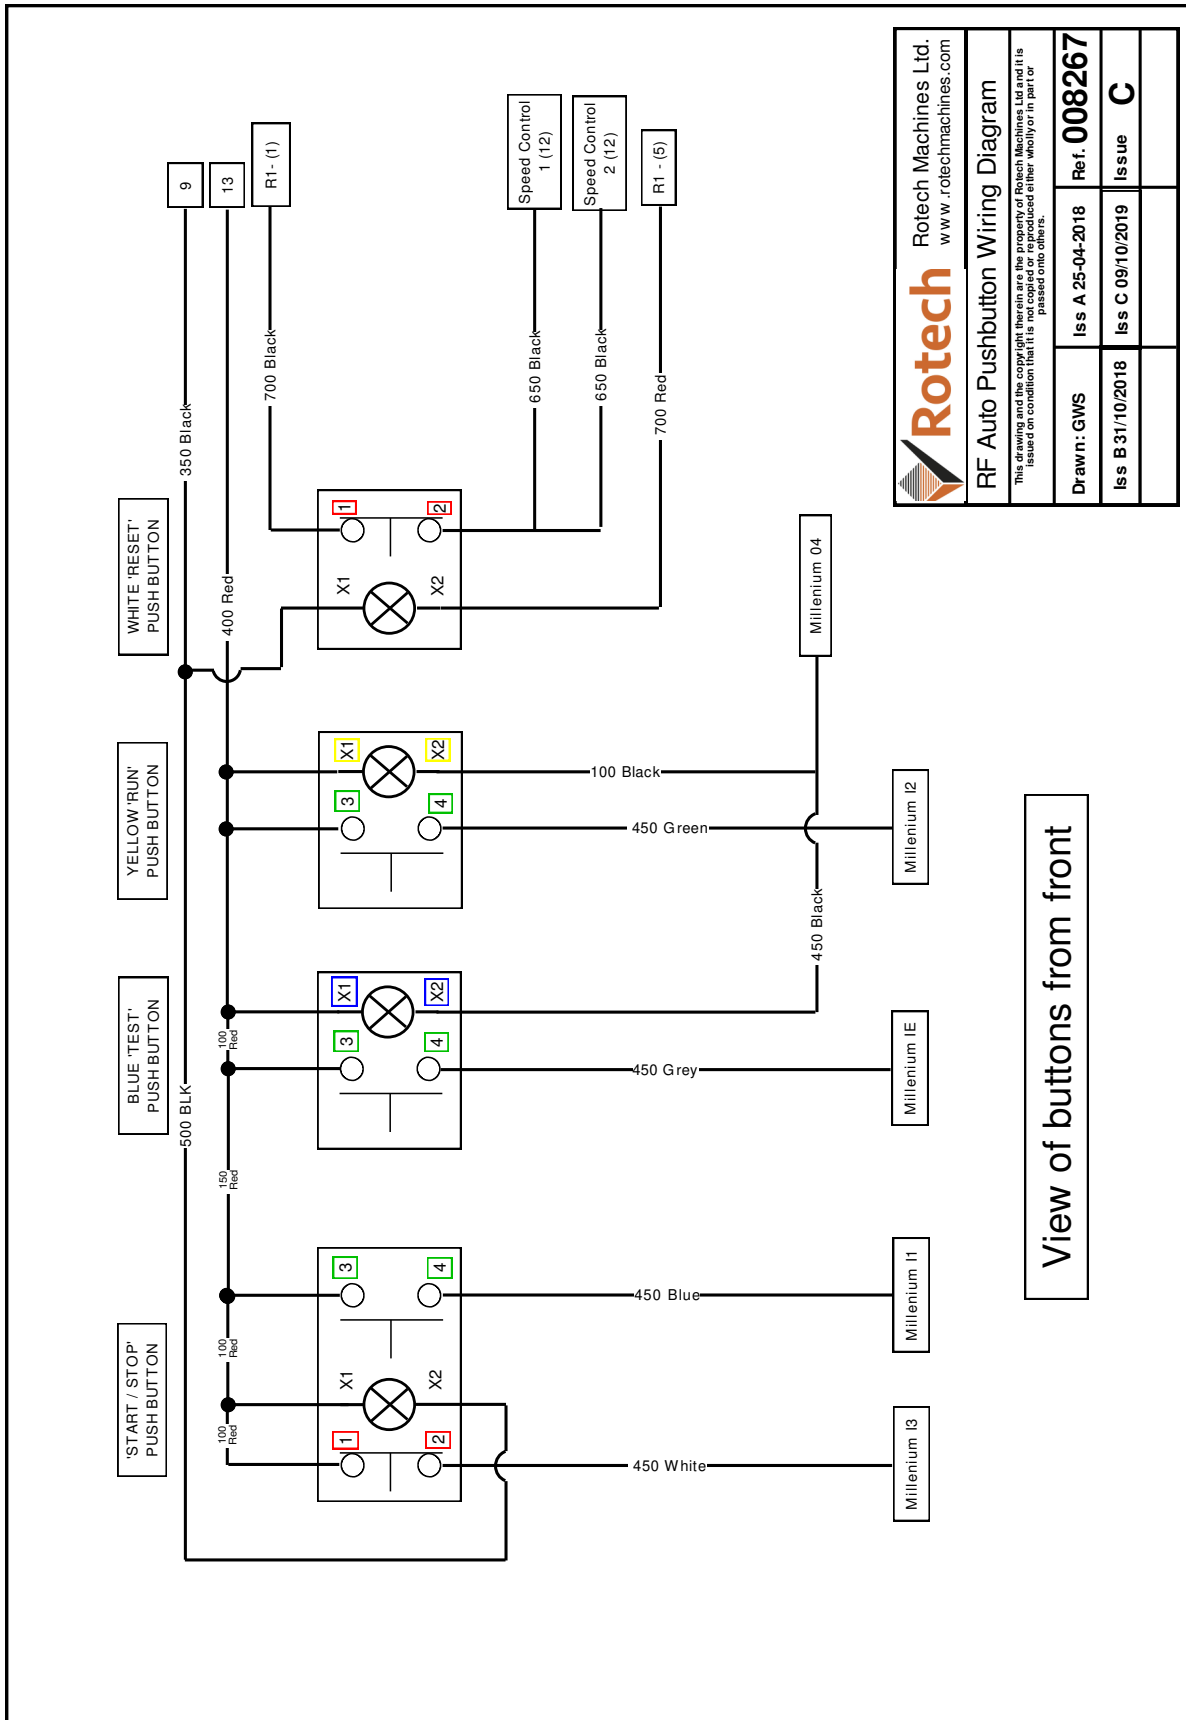 'START / STOP'
PUSH BUTTON
BLUE 'TEST'
PUSH BUTTON
YELLOW 'RUN'
PUSH BUTTON
WHITE 'RESET'
PUSH BUTTON
9
13
R1- (1)
500 BLK
350 Black
100
Red
100
Red
150
Red
100
Red
400 Red
700 Black
1
X1
3
3
X1
3
X1
X1
1
2
X2
4
4
X2
4
X2
X2
2
Speed Control
1 (12)
Speed Control
2 (12)
R1 - (5)
650 Black
650 Black
700 Red
450 White
450 Blue
450 Grey
450 Green
100 Black
450 Black
Millenium 04
Millenium I3
Millenium I1
Millenium IE
Millenium I2
View of buttons from front
Rotech
Rotech Machines Ltd.
www.rotechmachines.com
RF Auto Pushbutton Wiring Diagram
This drawing and the copyright therein are the property of Rotech Machines Ltd and it is
issued on condition that it is not copied or reproduced either wholly or in part or
passed onto others.
Drawn: GWS
Iss A 25-04-2018
Ref. 008267
Iss B 31/10/2018
Iss C 09/10/2019
Issue C